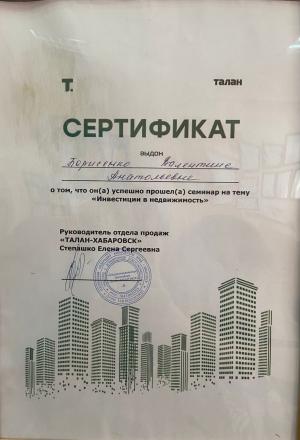 Т. талан
СЕРТИФИКАТ
выдан
Борисенко Валентине
Анатольевне
о том, что он(а) успешно прошел(а) семинар на тему
«Инвестиции в недвижимость»
Руководитель отдела продаж
«ТАЛАН-ХАБАРОВСК»
Степашко Елена Сергеевна